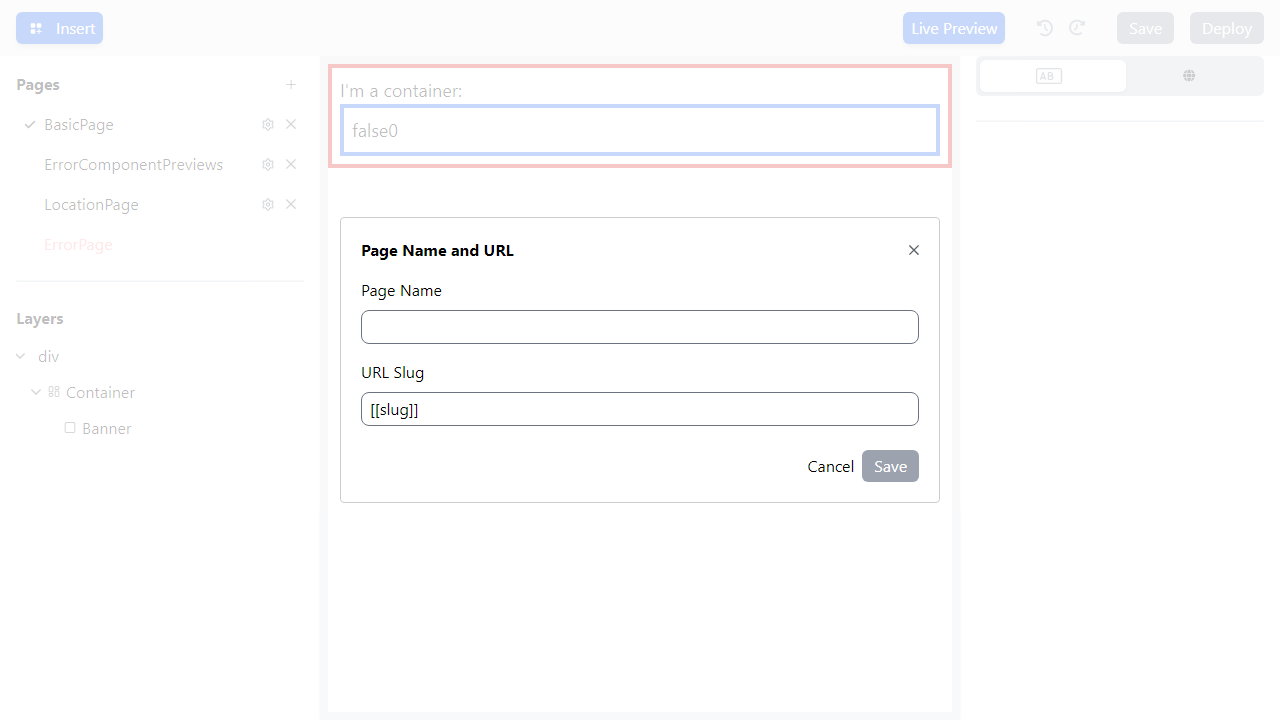 Insert
Live Preview
Save
Deploy
Pages
BasicPage
ErrorComponentPreviews
LocationPage
ErrorPage
Layers
div
Container
Banner
I'm a container:
false0
Page Name and URL
Page Name
URL Slug
[[slug]]
Cancel
Save
AB